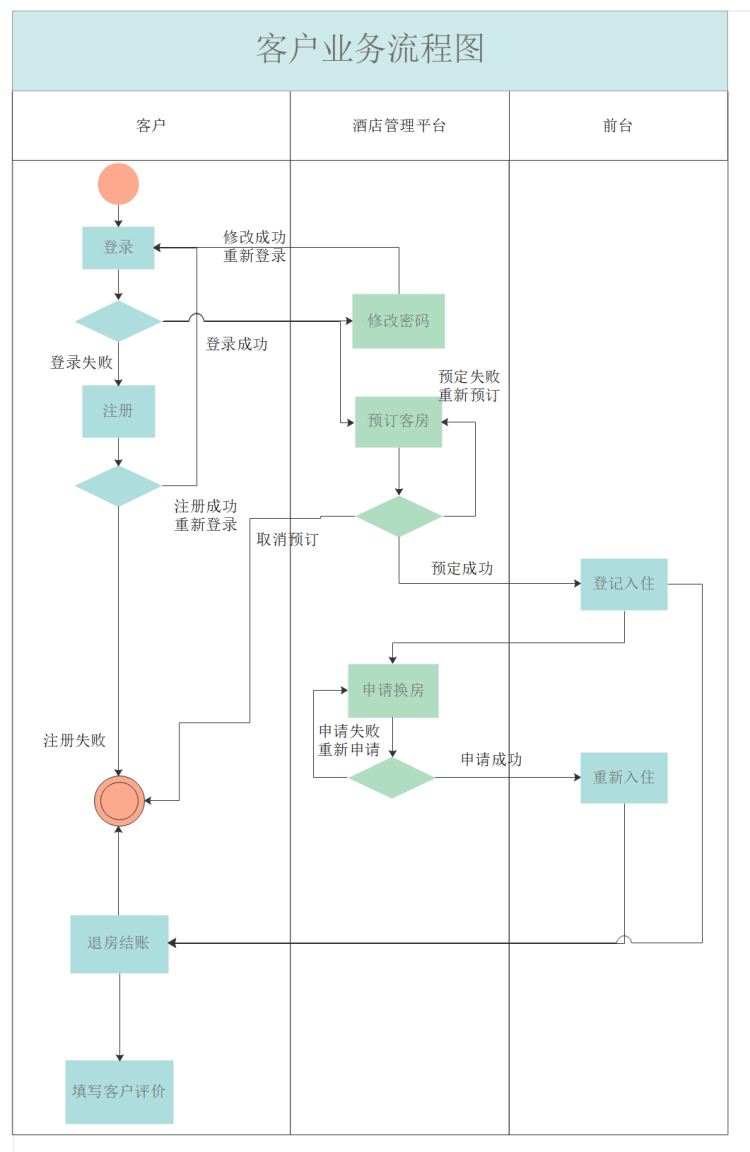 客户业务流程图
客户
酒店管理平台
前台
登录
修改成功
重新登录
修改密码
登录成功
登录失败
预定失败
重新预订
注册
预订客房
注册成功
重新登录
取消预订
预定成功
登记入住
申请换房
注册失败
申请失败
重新申请
申请成功
重新入住
退房结账
填写客户评价